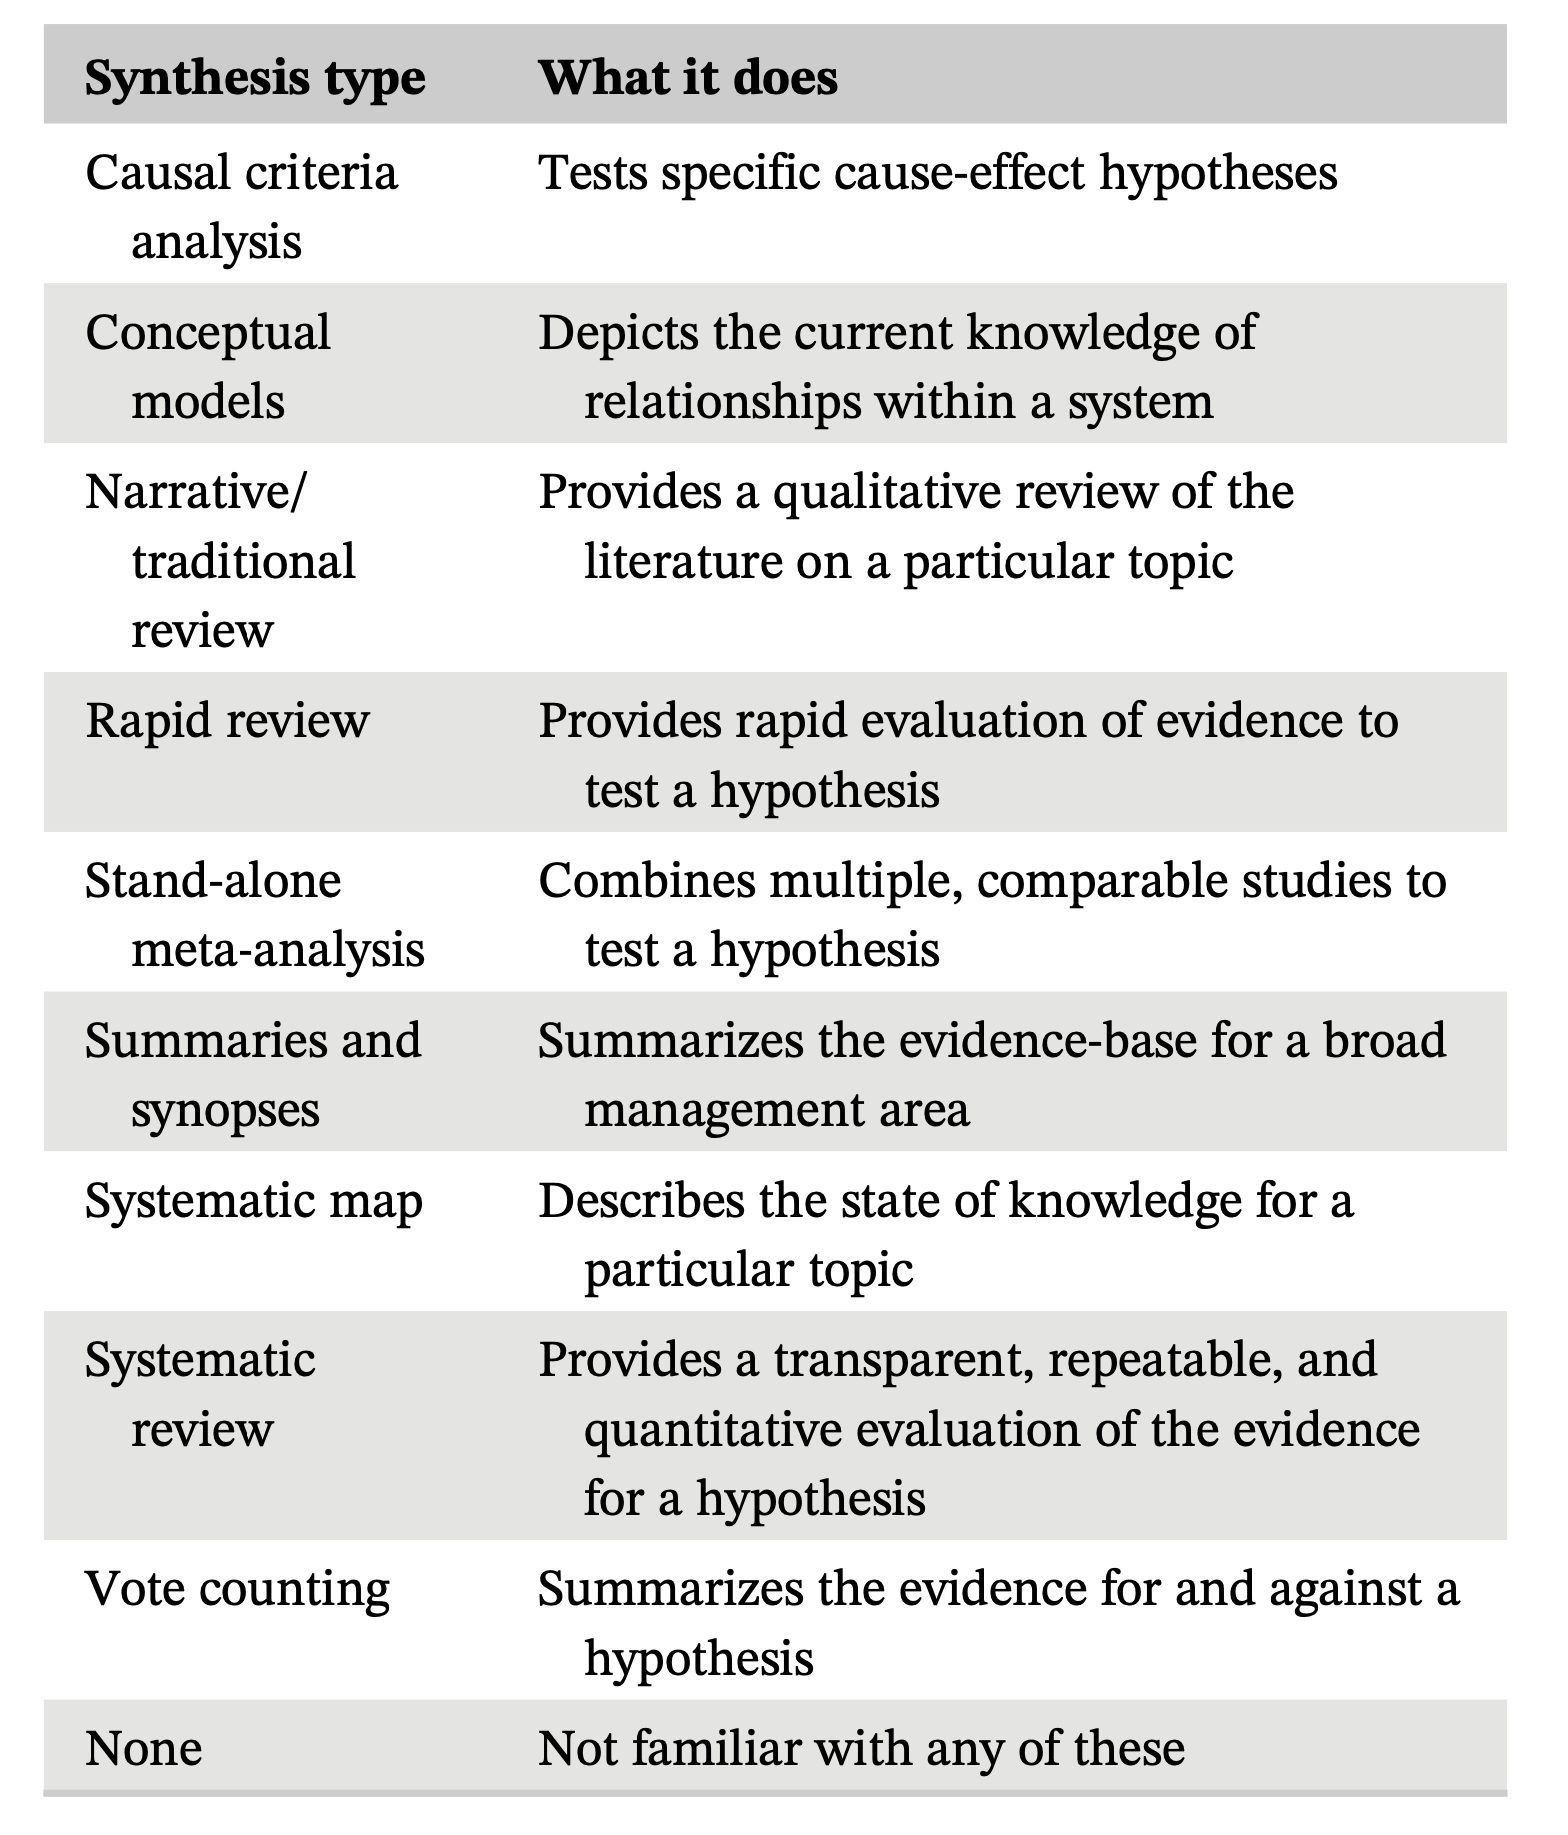 Synthesis type What it does
Causal criteria Tests specific cause-effect hypotheses
analysis
Conceptual Depicts the current knowledge of
models relationships within a system
Narrative/ Provides a qualitative review of the
traditional literature on a particular topic
review
Rapid review Provides rapid evaluation of evidence to
test a hypothesis
Stand-alone Combines multiple, comparable studies to
meta-analysis test a hypothesis
Summaries and Summarizes the evidence-base for a broad
synopses management area
Systematic map Describes the state of knowledge for a
particular topic
Systematic Provides a transparent, repeatable, and
review quantitative evaluation of the evidence
for a hypothesis
Vote counting Summarizes the evidence for and against a
hypothesis
None Not familiar with any of these